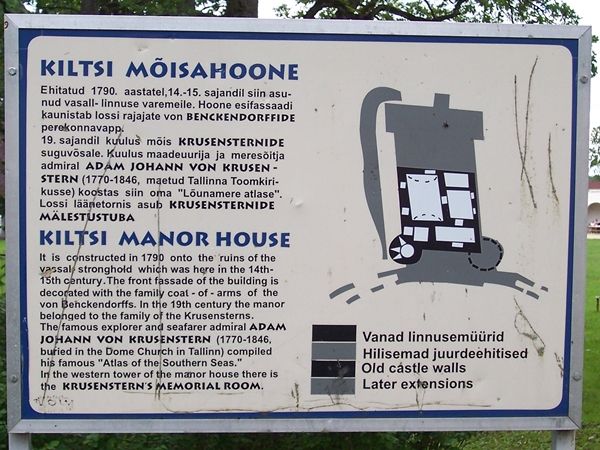 KILTSI MÕISAHOONE
Ehitatud 1790. aastatel,14.-15. sajandil siin asu-
nud vasall- linnuse varemeile. Hoone esifassaadi
kaunistab lossi rajajate von BENCKENDORFFIDE
perekonnavapp.
19. sajandil kuulus mõis KRUSENSTERNIDE
suguvõsale. Kuulus maadeuurija ja meresõitja
admiral ADAM JOHANN VON KRUSEN -
STERN (1770-1846, maetud Tallinna Toomkiri-
kusse) koostas siin oma "Lõunamere atlase".
Lossi läänetornis asub KRUSENSTERNIDE
MÄLESTUSTUBA
KILTSI MANOR HOUSE
It is constructed in 1790 onto the ruins of the
vassal stronghold which was here in the 14th-
15th century. The front fassade of the building is
decorated with the family coat - of - arms of the
von Benckendorffs. In the 19th century the manor
belonged to the family of the Krusensterns.
The famous explorer and seafarer admiral ADAM
JOHANN VON KRUSENSTERN (1770-1846,
buried in the Dome Church in Tallinn) compiled
his famous "Atlas of the Southern Seas."
In the western tower of the manor house there is
the KRUSENSTERN'S MEMORIAL ROOM.
Vanad linnusemüürid
Hilisemad juurdeehitised
Old castle walls
Later extensions